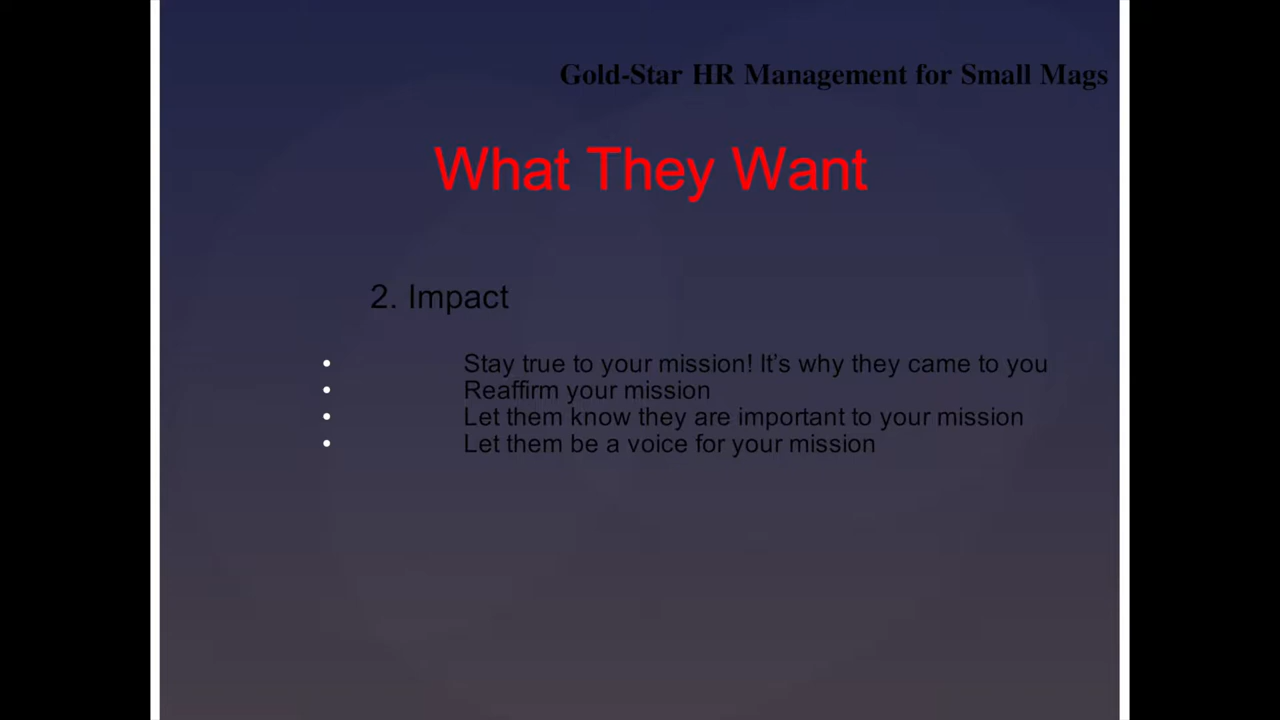 Gold-Star HR Management for Small Mags
What They Want
2. Impact
• Stay true to your mission! It's why they came to you
• Reaffirm your mission
• Let them know they are important to your mission
• Let them be a voice for your mission